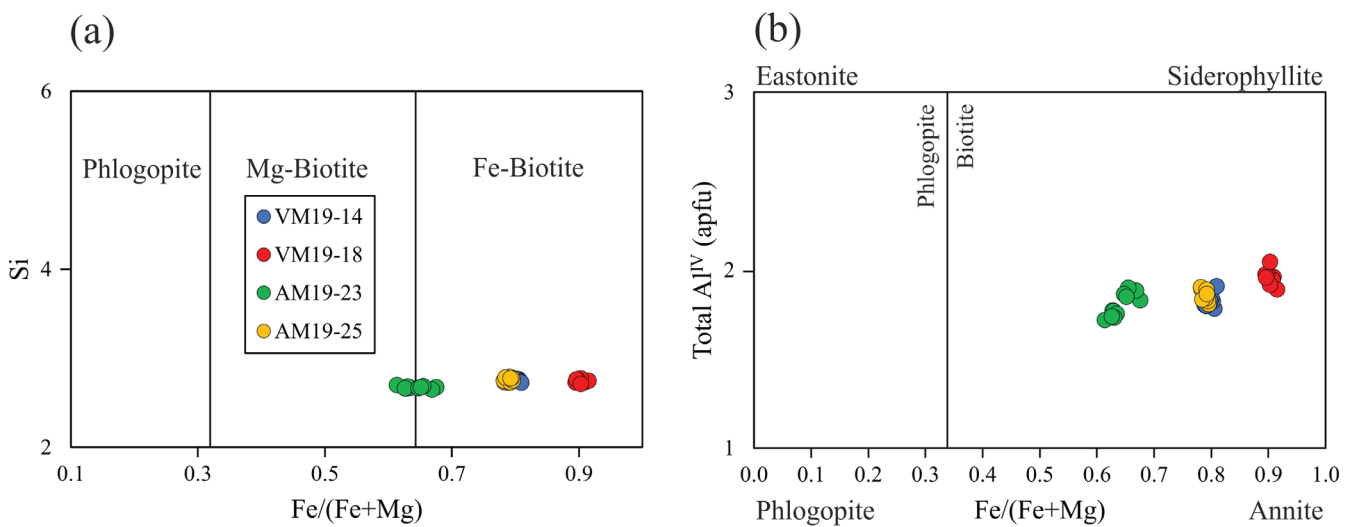 (a)
6
4
2
Si
Phlogopite
Mg-Biotite
Fe-Biotite
VM19-14
VM19-18
AM19-23
AM19-25
0.1
0.3
0.5
0.7
0.9
Fe/(Fe+Mg)
(b)
Eastonite
Siderophyllite
3
2
1
Total Al^IV (apfu)
Phlogopite
Biotite
0.0
0.1
0.2
0.3
0.4
0.5
0.6
0.7
0.8
0.9
1.0
Phlogopite
Fe/(Fe+Mg)
Annite